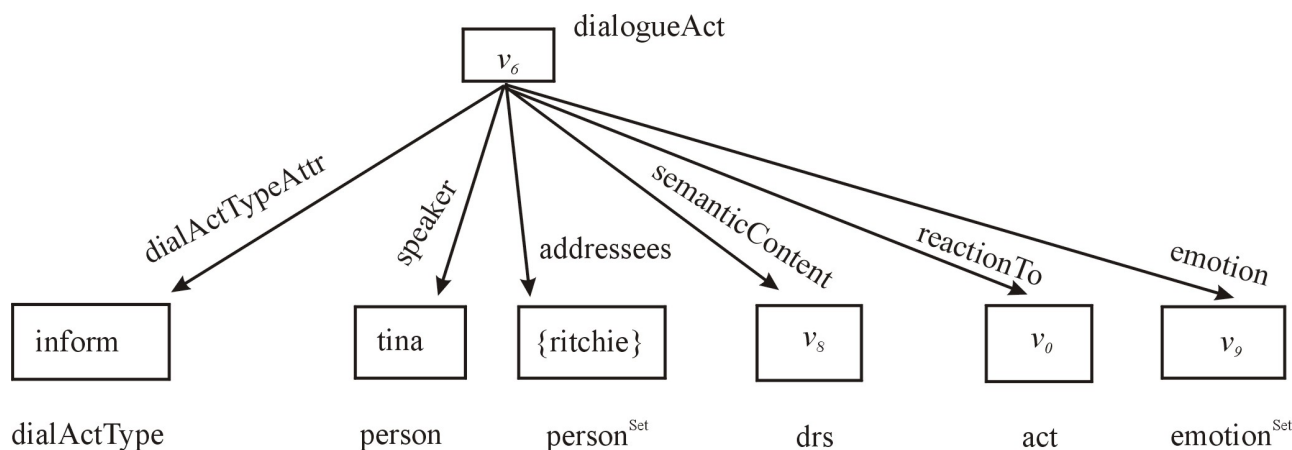 dialogueAct
v₆
dialActTypeAttr
speaker
addressees
semanticContent
reactionTo
emotion
inform
tina
{ritchie}
v₈
v₀
v₉
dialActType
person
personSet
drs
act
emotionSet